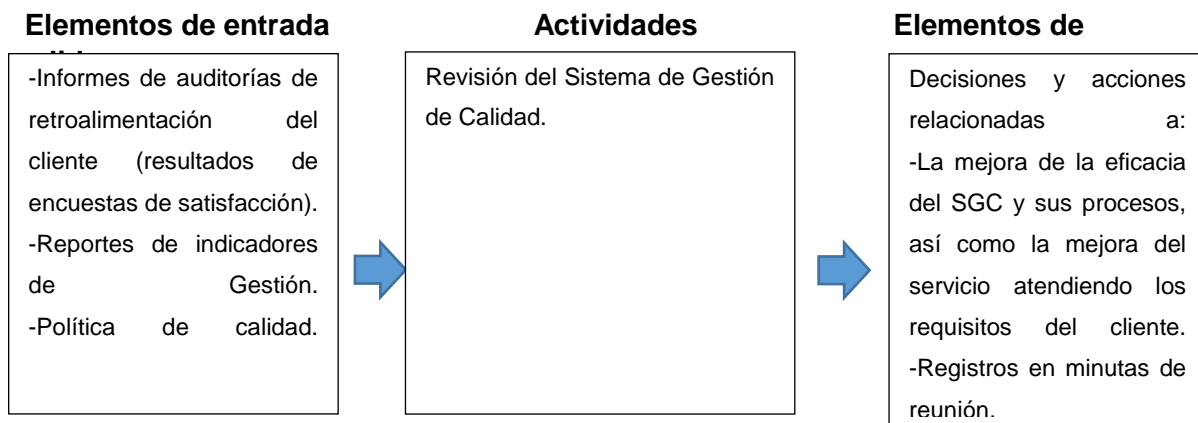 Elementos de entrada
Actividades
Elementos de
-Informes de auditorías de
retroalimentación del
cliente (resultados de
encuestas de satisfacción).
-Reportes de indicadores
de Gestión.
-Política de calidad.
Revisión del Sistema de Gestión
de Calidad.
Decisiones y acciones
relacionadas a:
-La mejora de la eficacia
del SGC y sus procesos,
así como la mejora del
servicio atendiendo los
requisitos del cliente.
-Registros en minutas de
reunión.